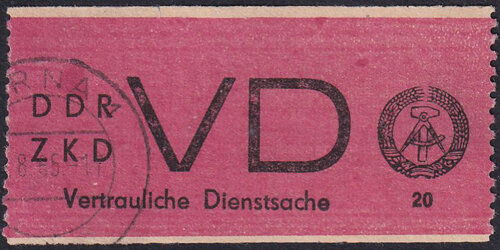 DDR
ZKD
VD
Vertrauliche Dienstsache
20